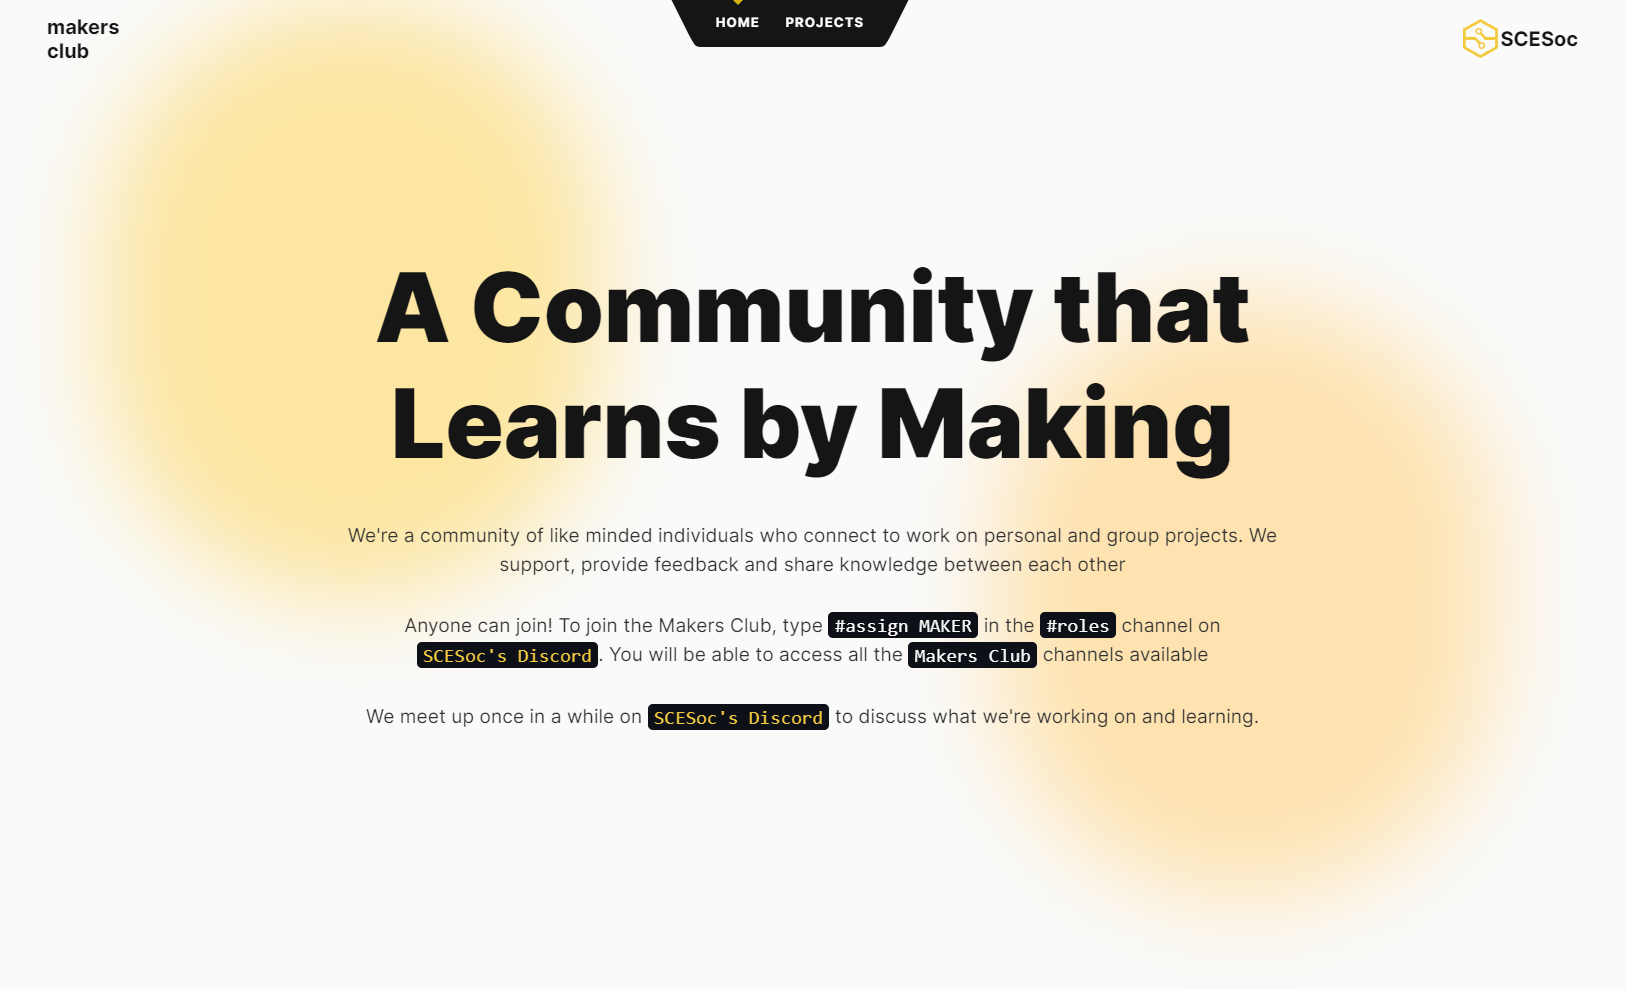 makers
club
HOME PROJECTS
SCESoc
A Community that
Learns by Making
We're a community of like minded individuals who connect to work on personal and group projects. We
support, provide feedback and share knowledge between each other
Anyone can join! To join the Makers Club, type #assign MAKER in the #roles channel on
SCESoc's Discord. You will be able to access all the Makers Club channels available
We meet up once in a while on SCESoc's Discord to discuss what we're working on and learning.